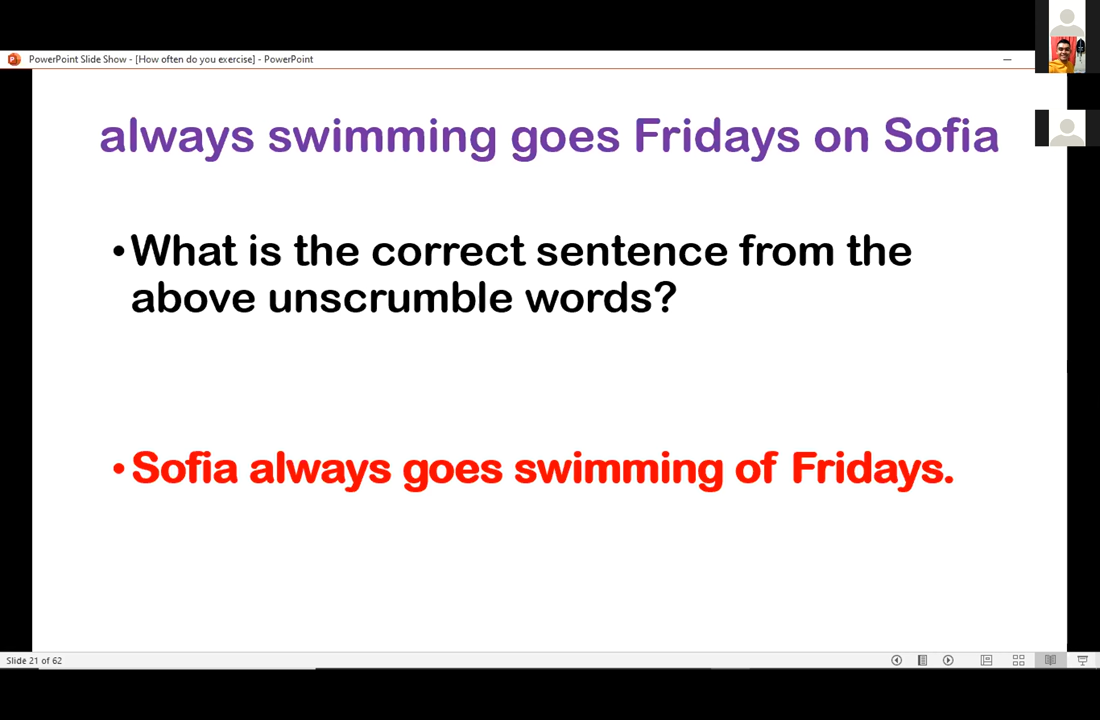 PowerPoint Slide Show - [How often do you exercise] - PowerPoint
always swimming goes Fridays on Sofia
•What is the correct sentence from the
above unscrumble words?
•Sofia always goes swimming of Fridays.
Slide 21 of 62